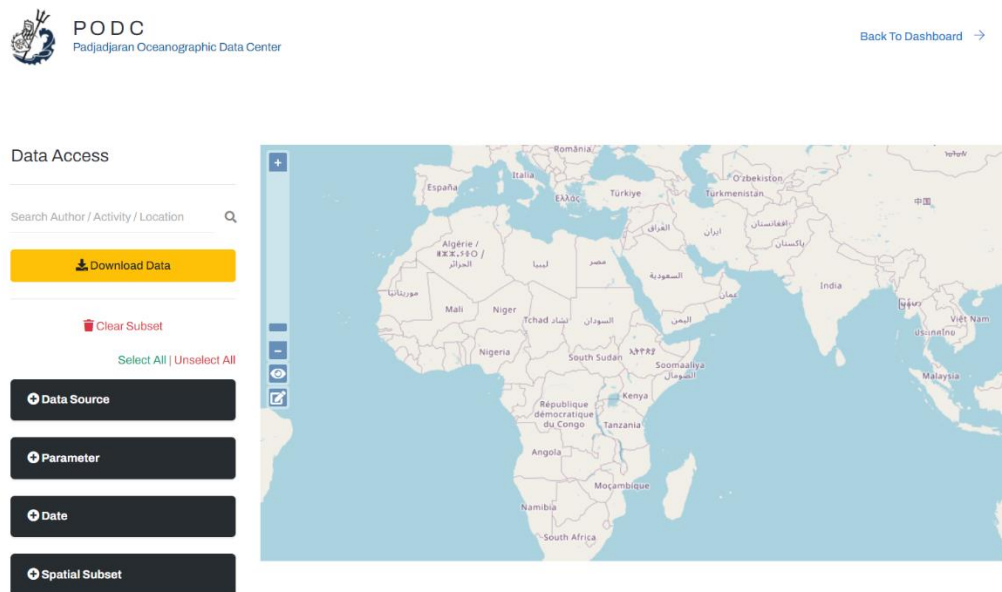 PODC
Padjadjaran Oceanographic Data Center
Back To Dashboard
Data Access
Search Author / Activity / Location
Download Data
Clear Subset
Select All | Unselect All
Data Source
Parameter
Date
Spatial Subset
+
−
România
Italia
España
Ελλάς
Türkiye
O'zbekiston
Turkmenistan
中国
افغانستان
ایران
العراق
پاکستان
Algérie /
الجزائر
ليبيا
مصر
السعودية
عمان
India
موريتانيا
Mali
Niger
Tchad تشاد
السودان
اليمن
Việt Nam
Nigeria
South Sudan
Soomaaliya
الصومال
Malaysia
Kenya
République
démocratique
du Congo
Tanzania
Angola
Moçambique
Namibia
South Africa